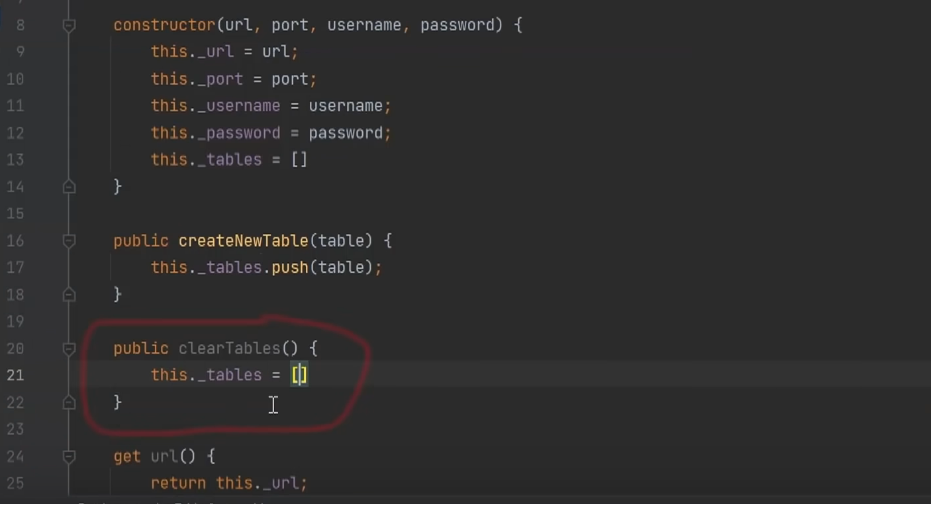 8 constructor(url, port, username, password) {
9 this._url = url;
10 this._port = port;
11 this._username = username;
12 this._password = password;
13 this._tables = []
14 }
15
16 public createNewTable(table) {
17 this._tables.push(table);
18 }
19
20 public clearTables() {
21 this._tables = []
22 }
23
24 get url() {
25 return this._url;